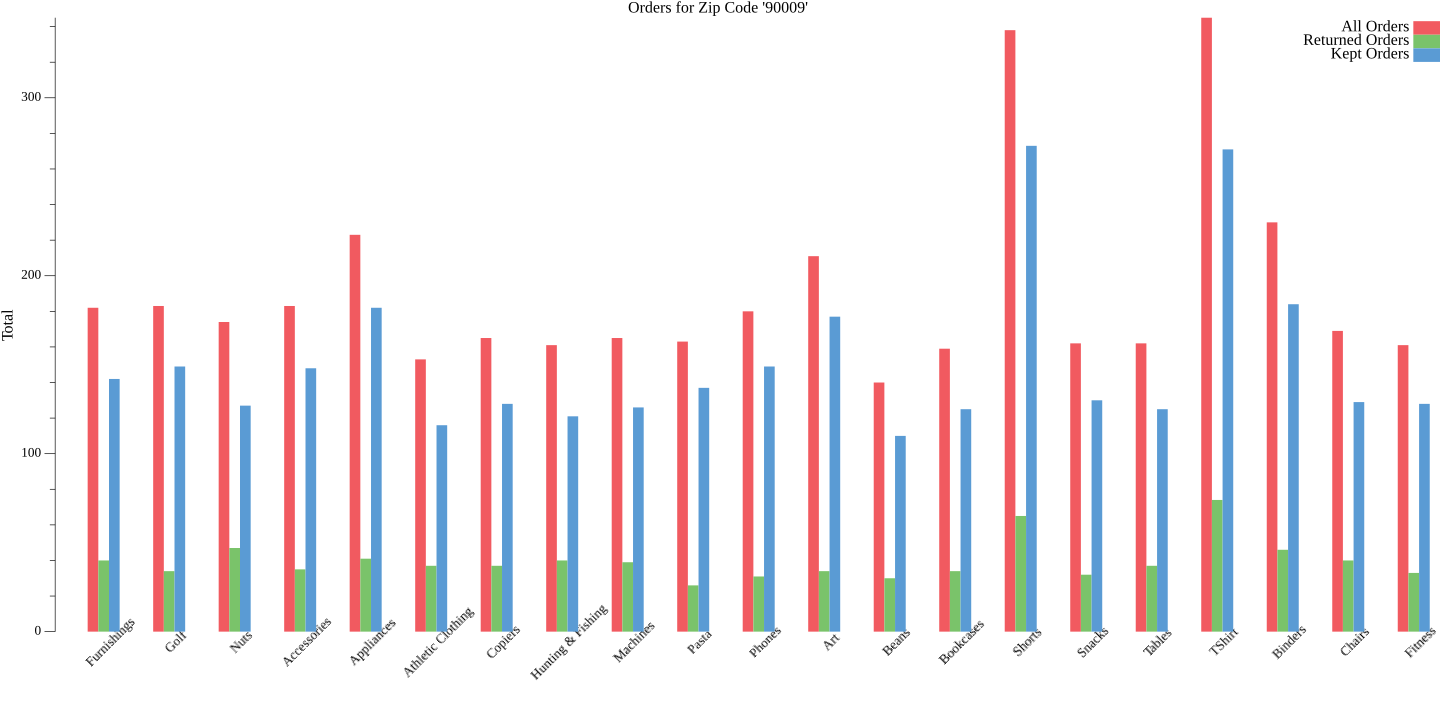 Orders for Zip Code '90009'
All Orders
Returned Orders
Kept Orders
Total
300
200
100
0
Furnishings
Golf
Nuts
Accessories
Appliances
Athletic Clothing
Copiers
Hunting & Fishing
Machines
Pasta
Phones
Art
Beans
Bookcases
Shorts
Snacks
Tables
TShirt
Binders
Chairs
Fitness